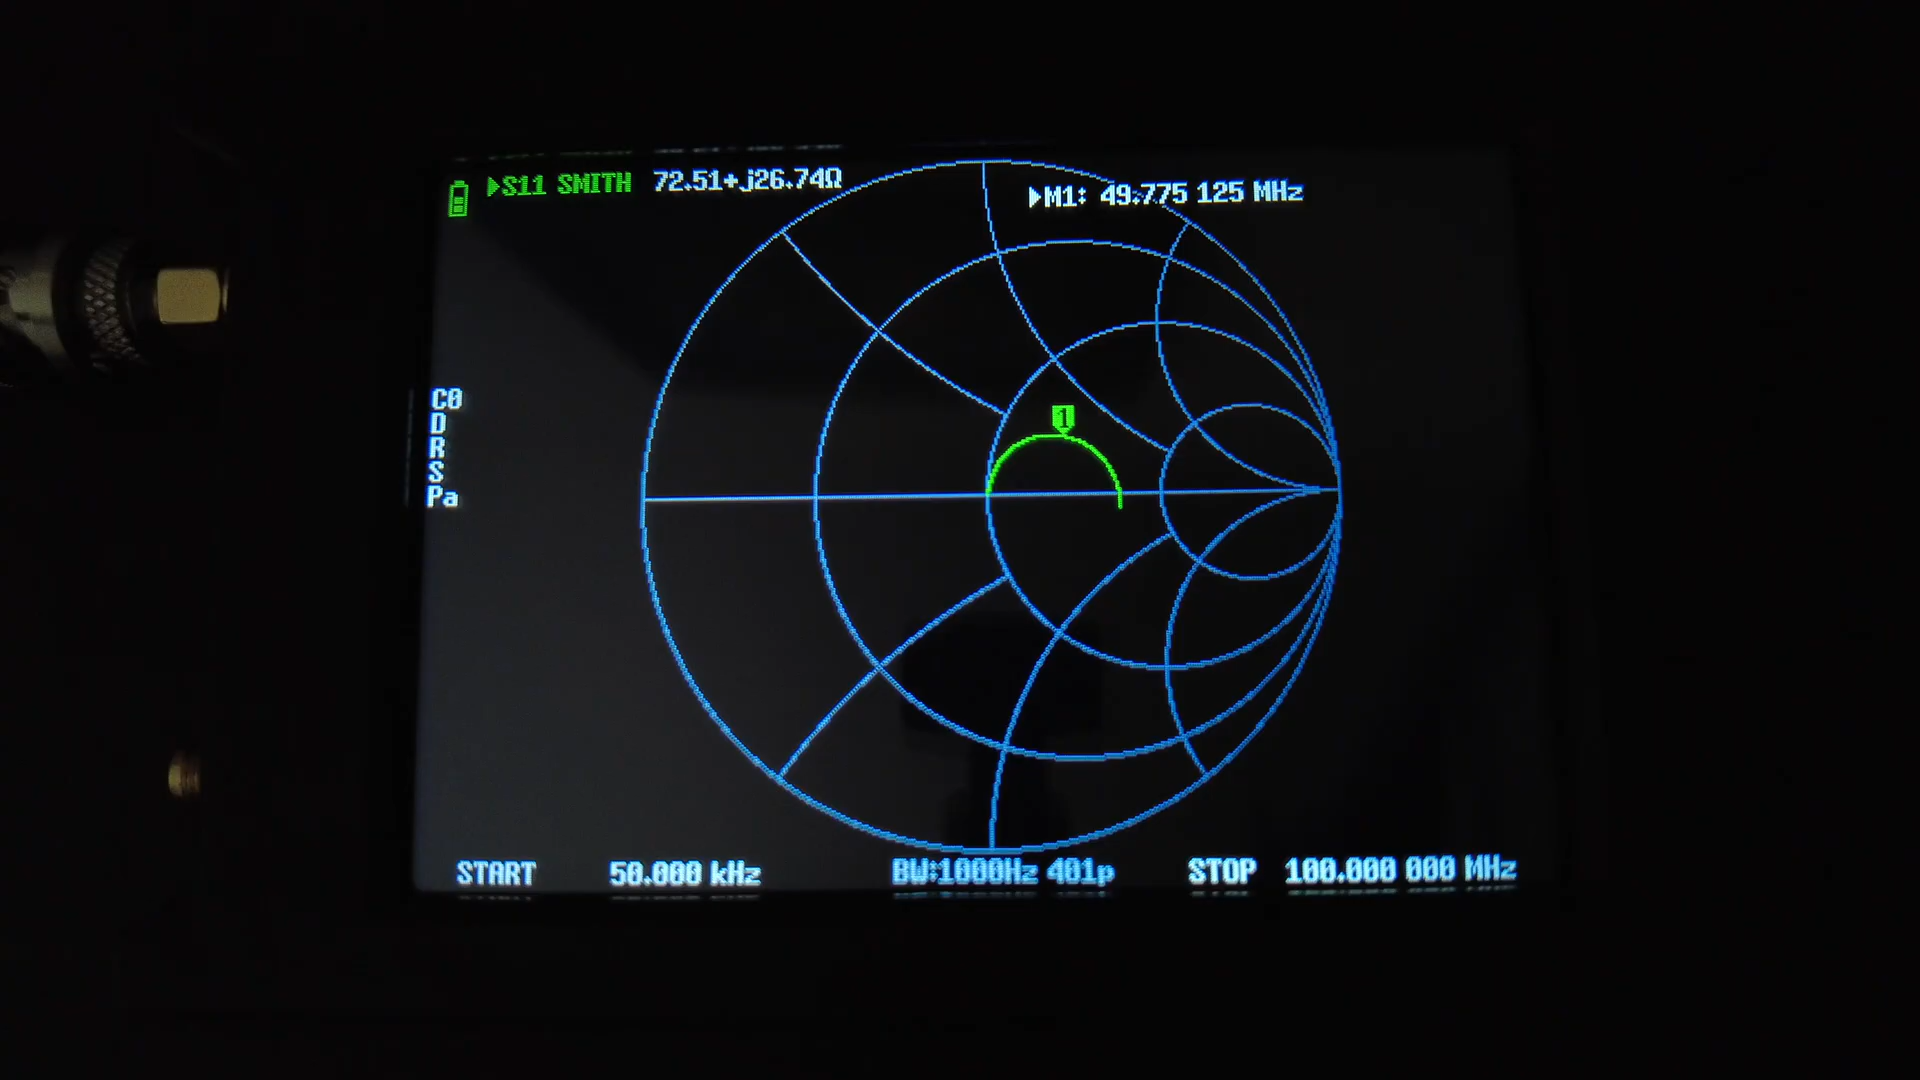 ▶S11 SMITH 72.51+j26.74Ω
▶M1: 49.775 125 MHz
1
C0
D
R
S
Pa
START 50.000 kHz BW:1000Hz 401p STOP 100.000 000 MHz